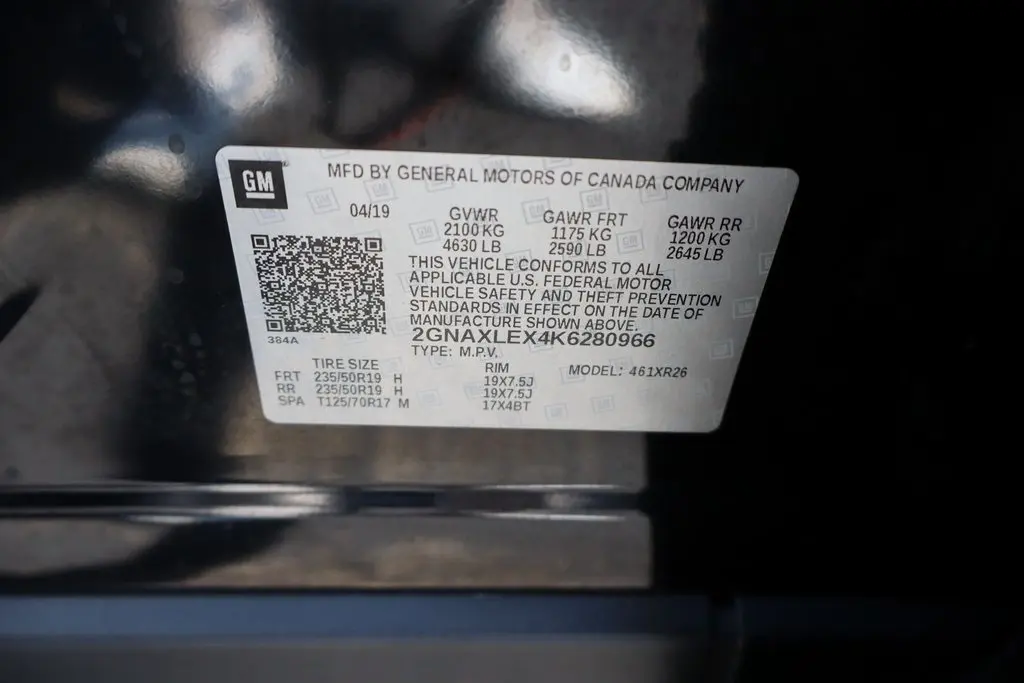 GM
MFD BY GENERAL MOTORS OF CANADA COMPANY
04/19
GVWR GAWR FRT GAWR RR
2100 KG 1175 KG 1200 KG
4630 LB 2590 LB 2645 LB
THIS VEHICLE CONFORMS TO ALL
APPLICABLE U.S. FEDERAL MOTOR
VEHICLE SAFETY AND THEFT PREVENTION
STANDARDS IN EFFECT ON THE DATE OF
MANUFACTURE SHOWN ABOVE.
2GNAXLEX4K6280966
384A
TYPE: M.P.V.
TIRE SIZE RIM MODEL: 461XR26
FRT 235/50R19 H 19X7.5J
RR 235/50R19 H 19X7.5J
SPA T125/70R17 M 17X4BT